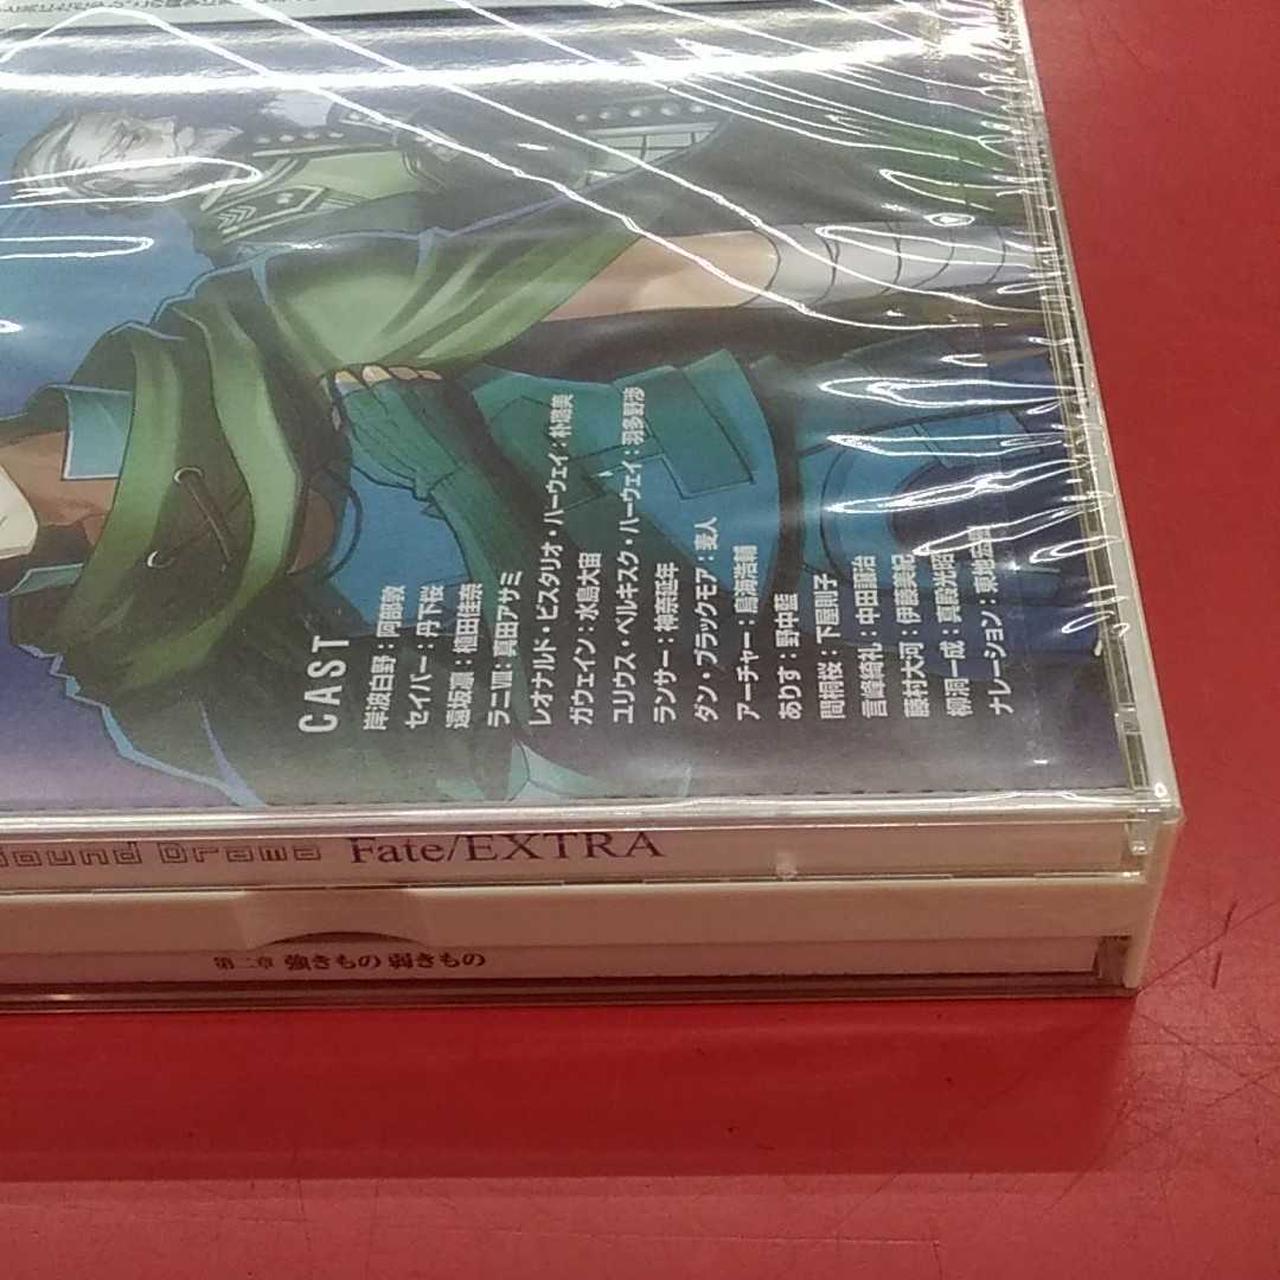 CAST
岸波白野：阿部敦
セイバー：丹下桜
遠坂凛：植田佳奈
ラニⅧ：真田アサミ
レオナルド・ビスタリオ・ハーウェイ：朴璐美
ガウェイン：水島大宙
ユリウス・ベルキスク・ハーウェイ：羽多野渉
ランサー：神奈延年
ダン・ブラックモア：麦人
アーチャー：鳥海浩輔
ありす：野中藍
間桐桜：下屋則子
言峰綺礼：中田譲治
藤村大河：伊藤美紀
柳洞一成：真殿光昭
ナレーション：東地宏樹
Sound Drama Fate/EXTRA
第二章 強きもの 弱きもの